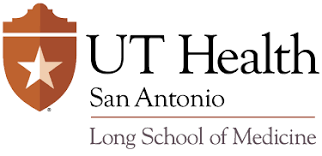 UT Health
San Antonio
Long School of Medicine